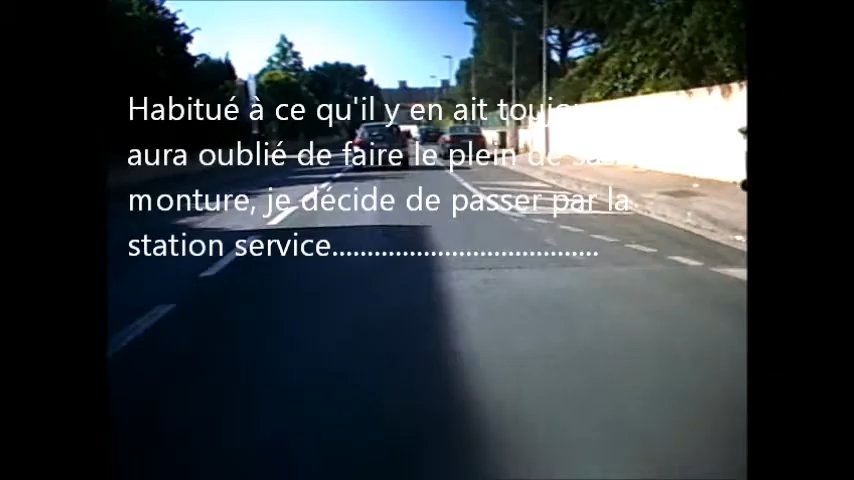 Habitué à ce qu'il y en ait
aura oublié de faire le plein de
monture, je décide de passer par la
station service......................................